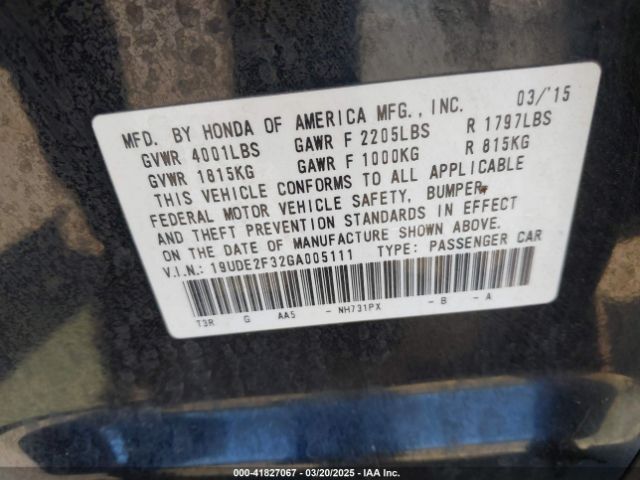 MFD. BY HONDA OF AMERICA MFG., INC. 03/'15
GVWR 4001LBS GAWR F 2205LBS R 1797LBS
GVWR 1815KG GAWR F 1000KG R 815KG
THIS VEHICLE CONFORMS TO ALL APPLICABLE
FEDERAL MOTOR VEHICLE SAFETY, BUMPER,
AND THEFT PREVENTION STANDARDS IN EFFECT
ON THE DATE OF MANUFACTURE SHOWN ABOVE.
V.I.N.: 19UDE2F32GA005111 TYPE: PASSENGER CAR
T3R G AA5 - NH731PX - B - A
000-41827067 - 03/20/2025 - IAA Inc.